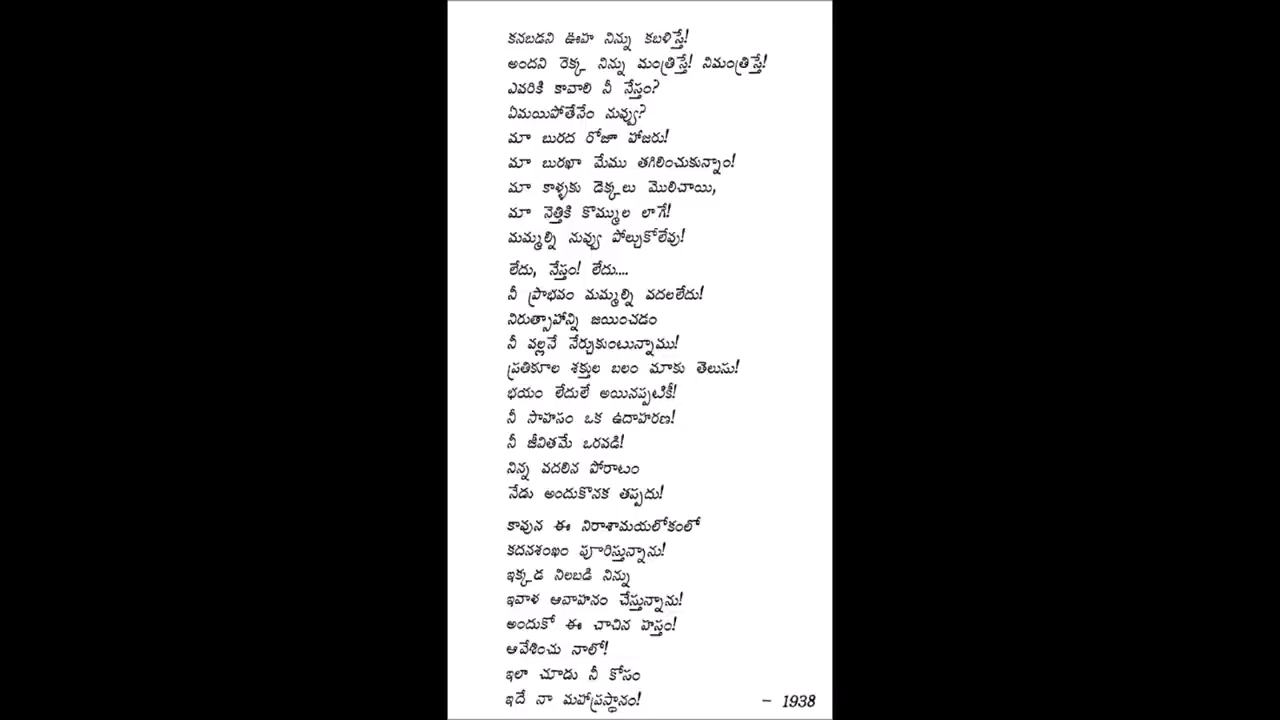 కనబడని ఊహ నిన్ను కబళిస్తే!
అందని రెక్క నిన్ను మంత్రిస్తే! నిమంత్రిస్తే!
ఎవరికి కావాలి నీ నేస్తం?
ఏమయిపోతేనేం నువ్వు?
మా బురద రోజూ హాజరు!
మా బురఖా మేము తగిలించుకున్నాం!
మా కాళ్ళకు డెక్కలు మొలిచాయి,
మా నెత్తికి కొమ్ముల లాగే!
మమ్మల్ని నువ్వు పోల్చుకోలేవు!
లేదు, నేస్తం! లేదు....
నీ ప్రాభవం మమ్మల్ని వదలలేదు!
నిరుత్సాహాన్ని జయించడం
నీ వల్లనే నేర్చుకుంటున్నాము!
ప్రతికూల శక్తుల బలం మాకు తెలుసు!
భయం లేదులే అయినప్పటికీ!
నీ సాహసం ఒక ఉదాహరణ!
నీ జీవితమే ఒరవడి!
నిన్న వదలిన పోరాటం
నేడు అందుకొనక తప్పదు!
కావున ఈ నిరాశామయలోకంలో
కదనశంఖం పూరిస్తున్నాను!
ఇక్కడ నిలబడి నిన్ను
ఇవాళ ఆవాహనం చేస్తున్నాను!
అందుకో ఈ చాచిన హస్తం!
ఆవేశించు నాలో!
ఇలా చూడు నీ కోసం
ఇదే నా మహాప్రస్థానం! – 1938